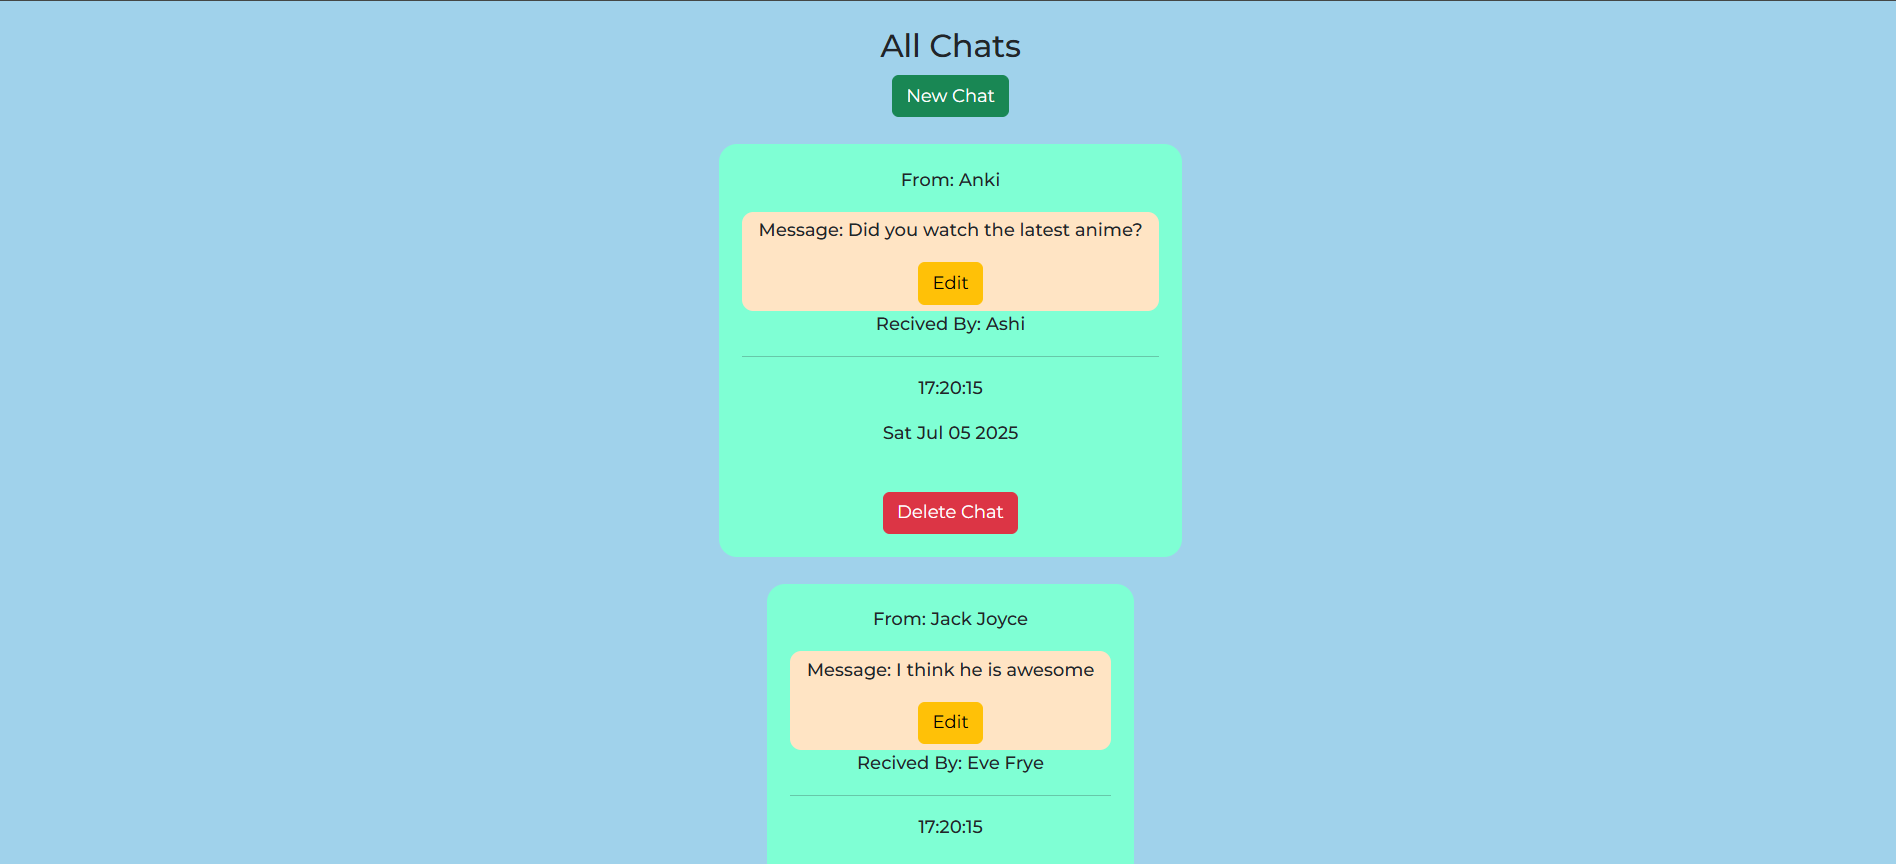 All Chats
New Chat
From: Anki
Message: Did you watch the latest anime?
Edit
Recived By: Ashi
17:20:15
Sat Jul 05 2025
Delete Chat
From: Jack Joyce
Message: I think he is awesome
Edit
Recived By: Eve Frye
17:20:15